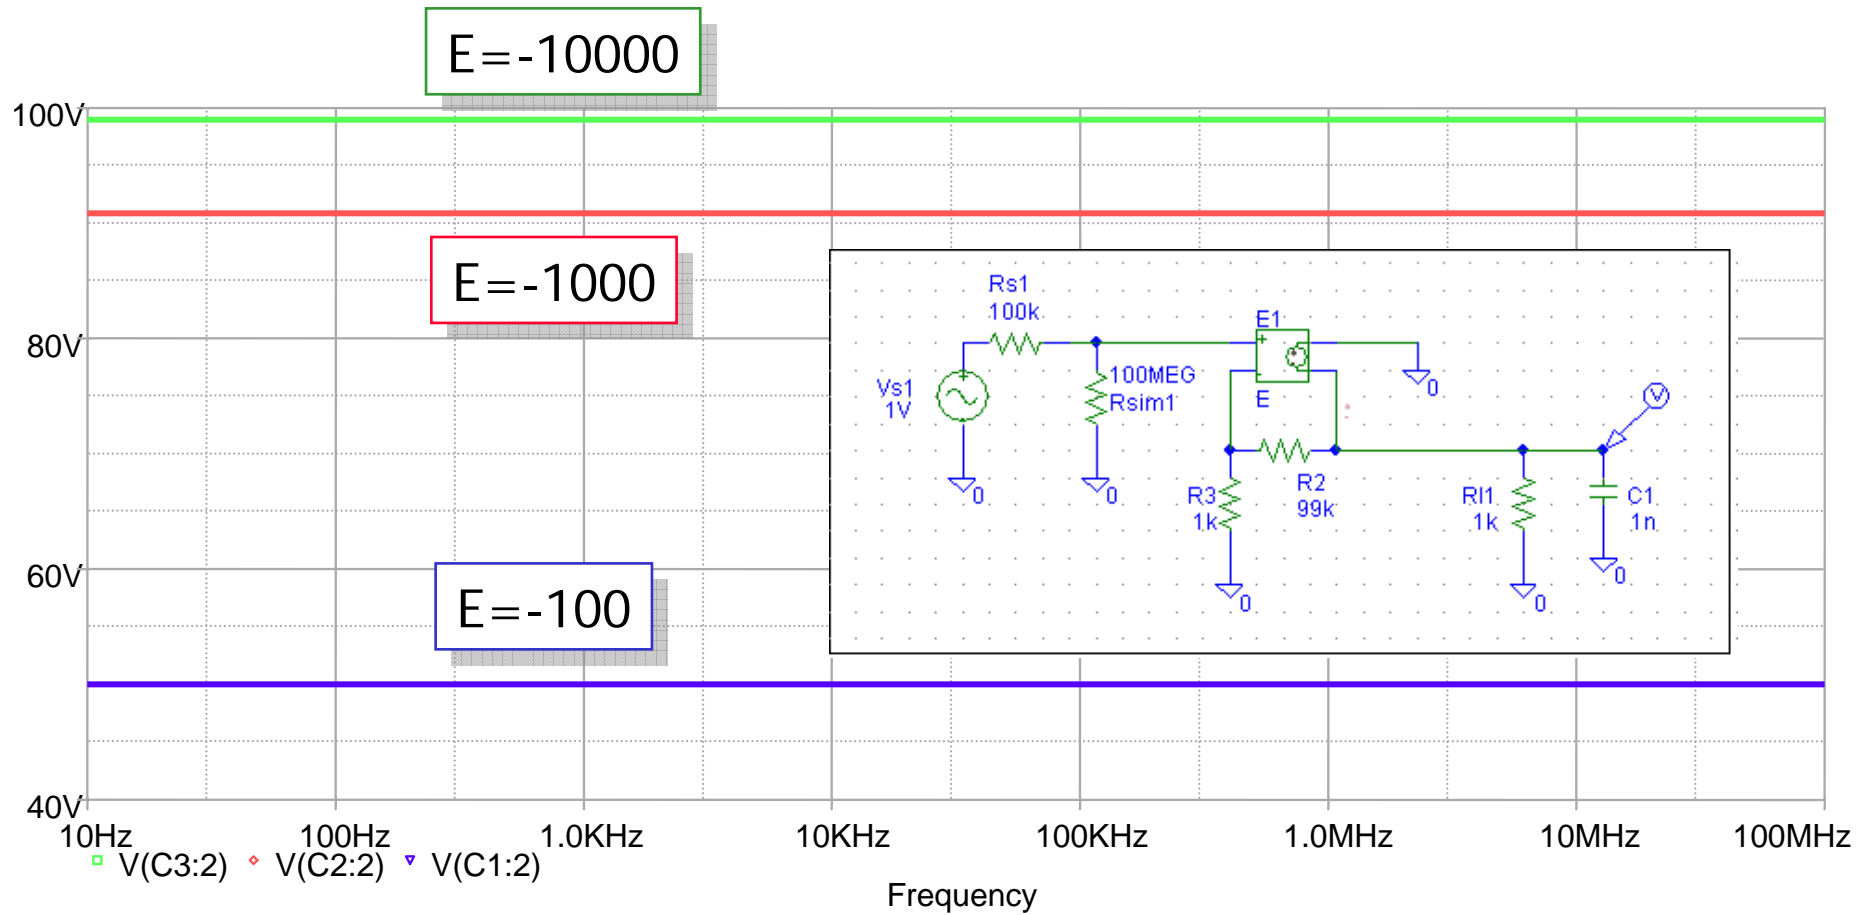 E=-10000
100V
E=-1000
80V
60V
E=-100
40V
Rs1
100k
Vs1
1V
0
100MEG
Rsim1
0
E1
+
-
E
0
R3
1k
0
R2
99k
Rl1
1k
0
C1
1n
0
V
10Hz 100Hz 1.0KHz 10KHz 100KHz 1.0MHz 10MHz 100MHz
V(C3:2) V(C2:2) V(C1:2)
Frequency